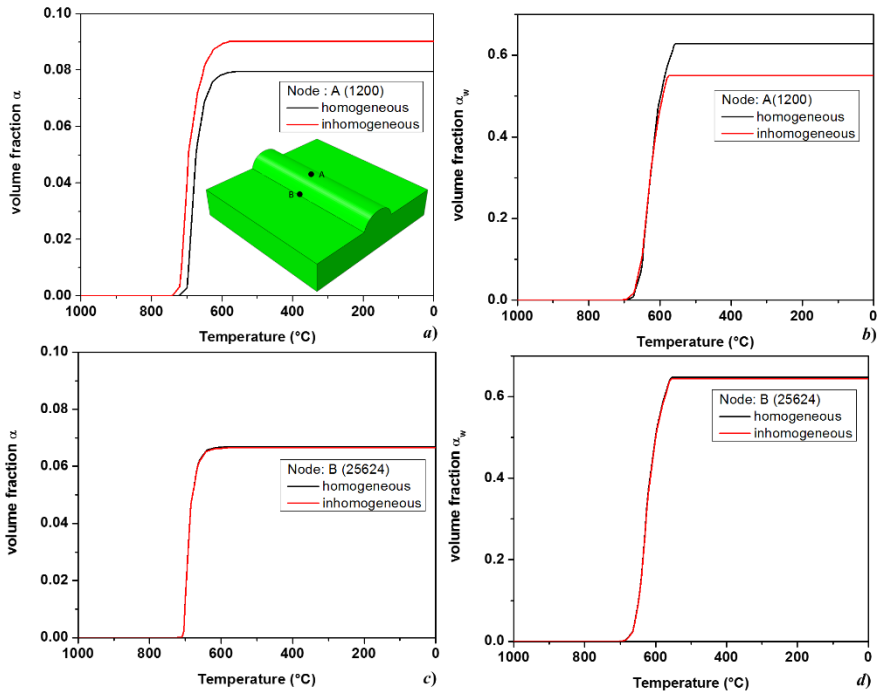 0.10
0.08
0.06
0.04
0.02
0.00
volume fraction α
Node : A (1200)
homogeneous
inhomogeneous
A
B
1000 800 600 400 200 0
Temperature (°C)
a)
0.6
0.4
0.2
0.0
volume fraction αw
Node: A(1200)
homogeneous
inhomogeneous
1000 800 600 400 200 0
Temperature (°C)
b)
0.10
0.08
0.06
0.04
0.02
0.00
volume fraction α
Node: B (25624)
homogeneous
inhomogeneous
1000 800 600 400 200 0
Temperature (°C)
c)
0.6
0.4
0.2
0.0
volume fraction αw
Node: B (25624)
homogeneous
inhomogeneous
1000 800 600 400 200 0
Temperature (°C)
d)